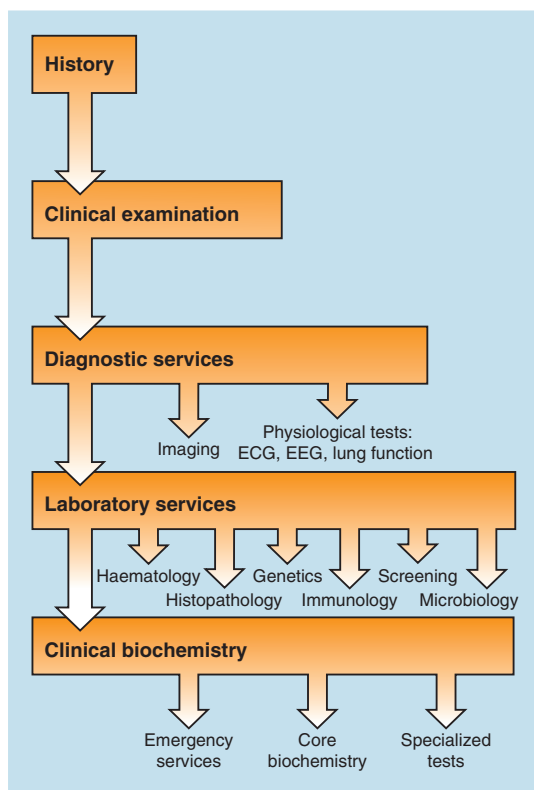 History
Clinical examination
Diagnostic services
Imaging
Physiological tests:
ECG, EEG, lung function
Laboratory services
Haematology
Genetics
Screening
Histopathology
Immunology
Microbiology
Clinical biochemistry
Emergency
services
Core
biochemistry
Specialized
tests